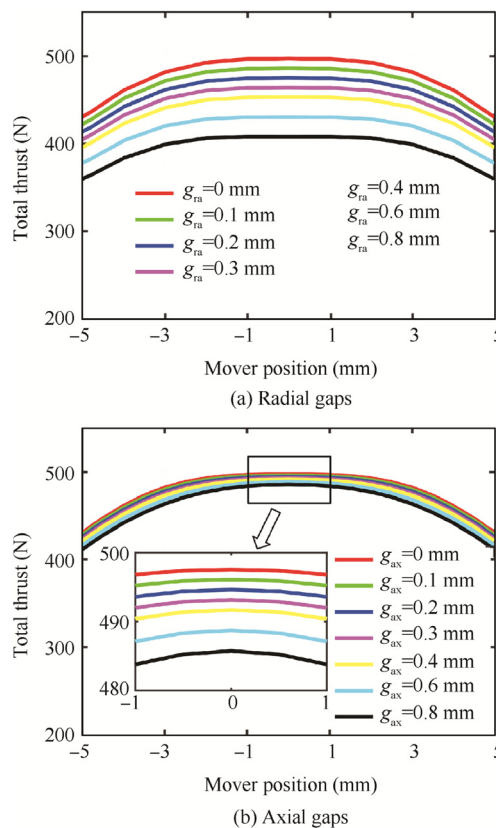 500
400
300
200
Total thrust (N)
g_ra=0 mm
g_ra=0.1 mm
g_ra=0.2 mm
g_ra=0.3 mm
g_ra=0.4 mm
g_ra=0.6 mm
g_ra=0.8 mm
−5 −3 −1 1 3 5
Mover position (mm)
(a) Radial gaps
500
400
300
200
Total thrust (N)
500
490
480
−1 0 1
g_ax=0 mm
g_ax=0.1 mm
g_ax=0.2 mm
g_ax=0.3 mm
g_ax=0.4 mm
g_ax=0.6 mm
g_ax=0.8 mm
−5 −3 −1 1 3 5
Mover position (mm)
(b) Axial gaps